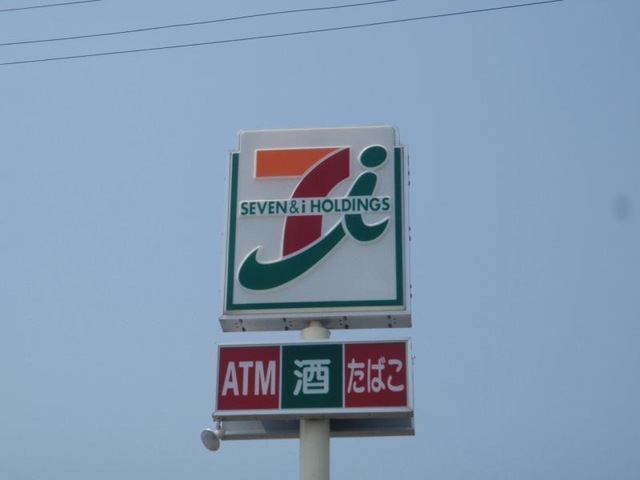 SEVEN&i HOLDINGS
ATM 酒 たばこ